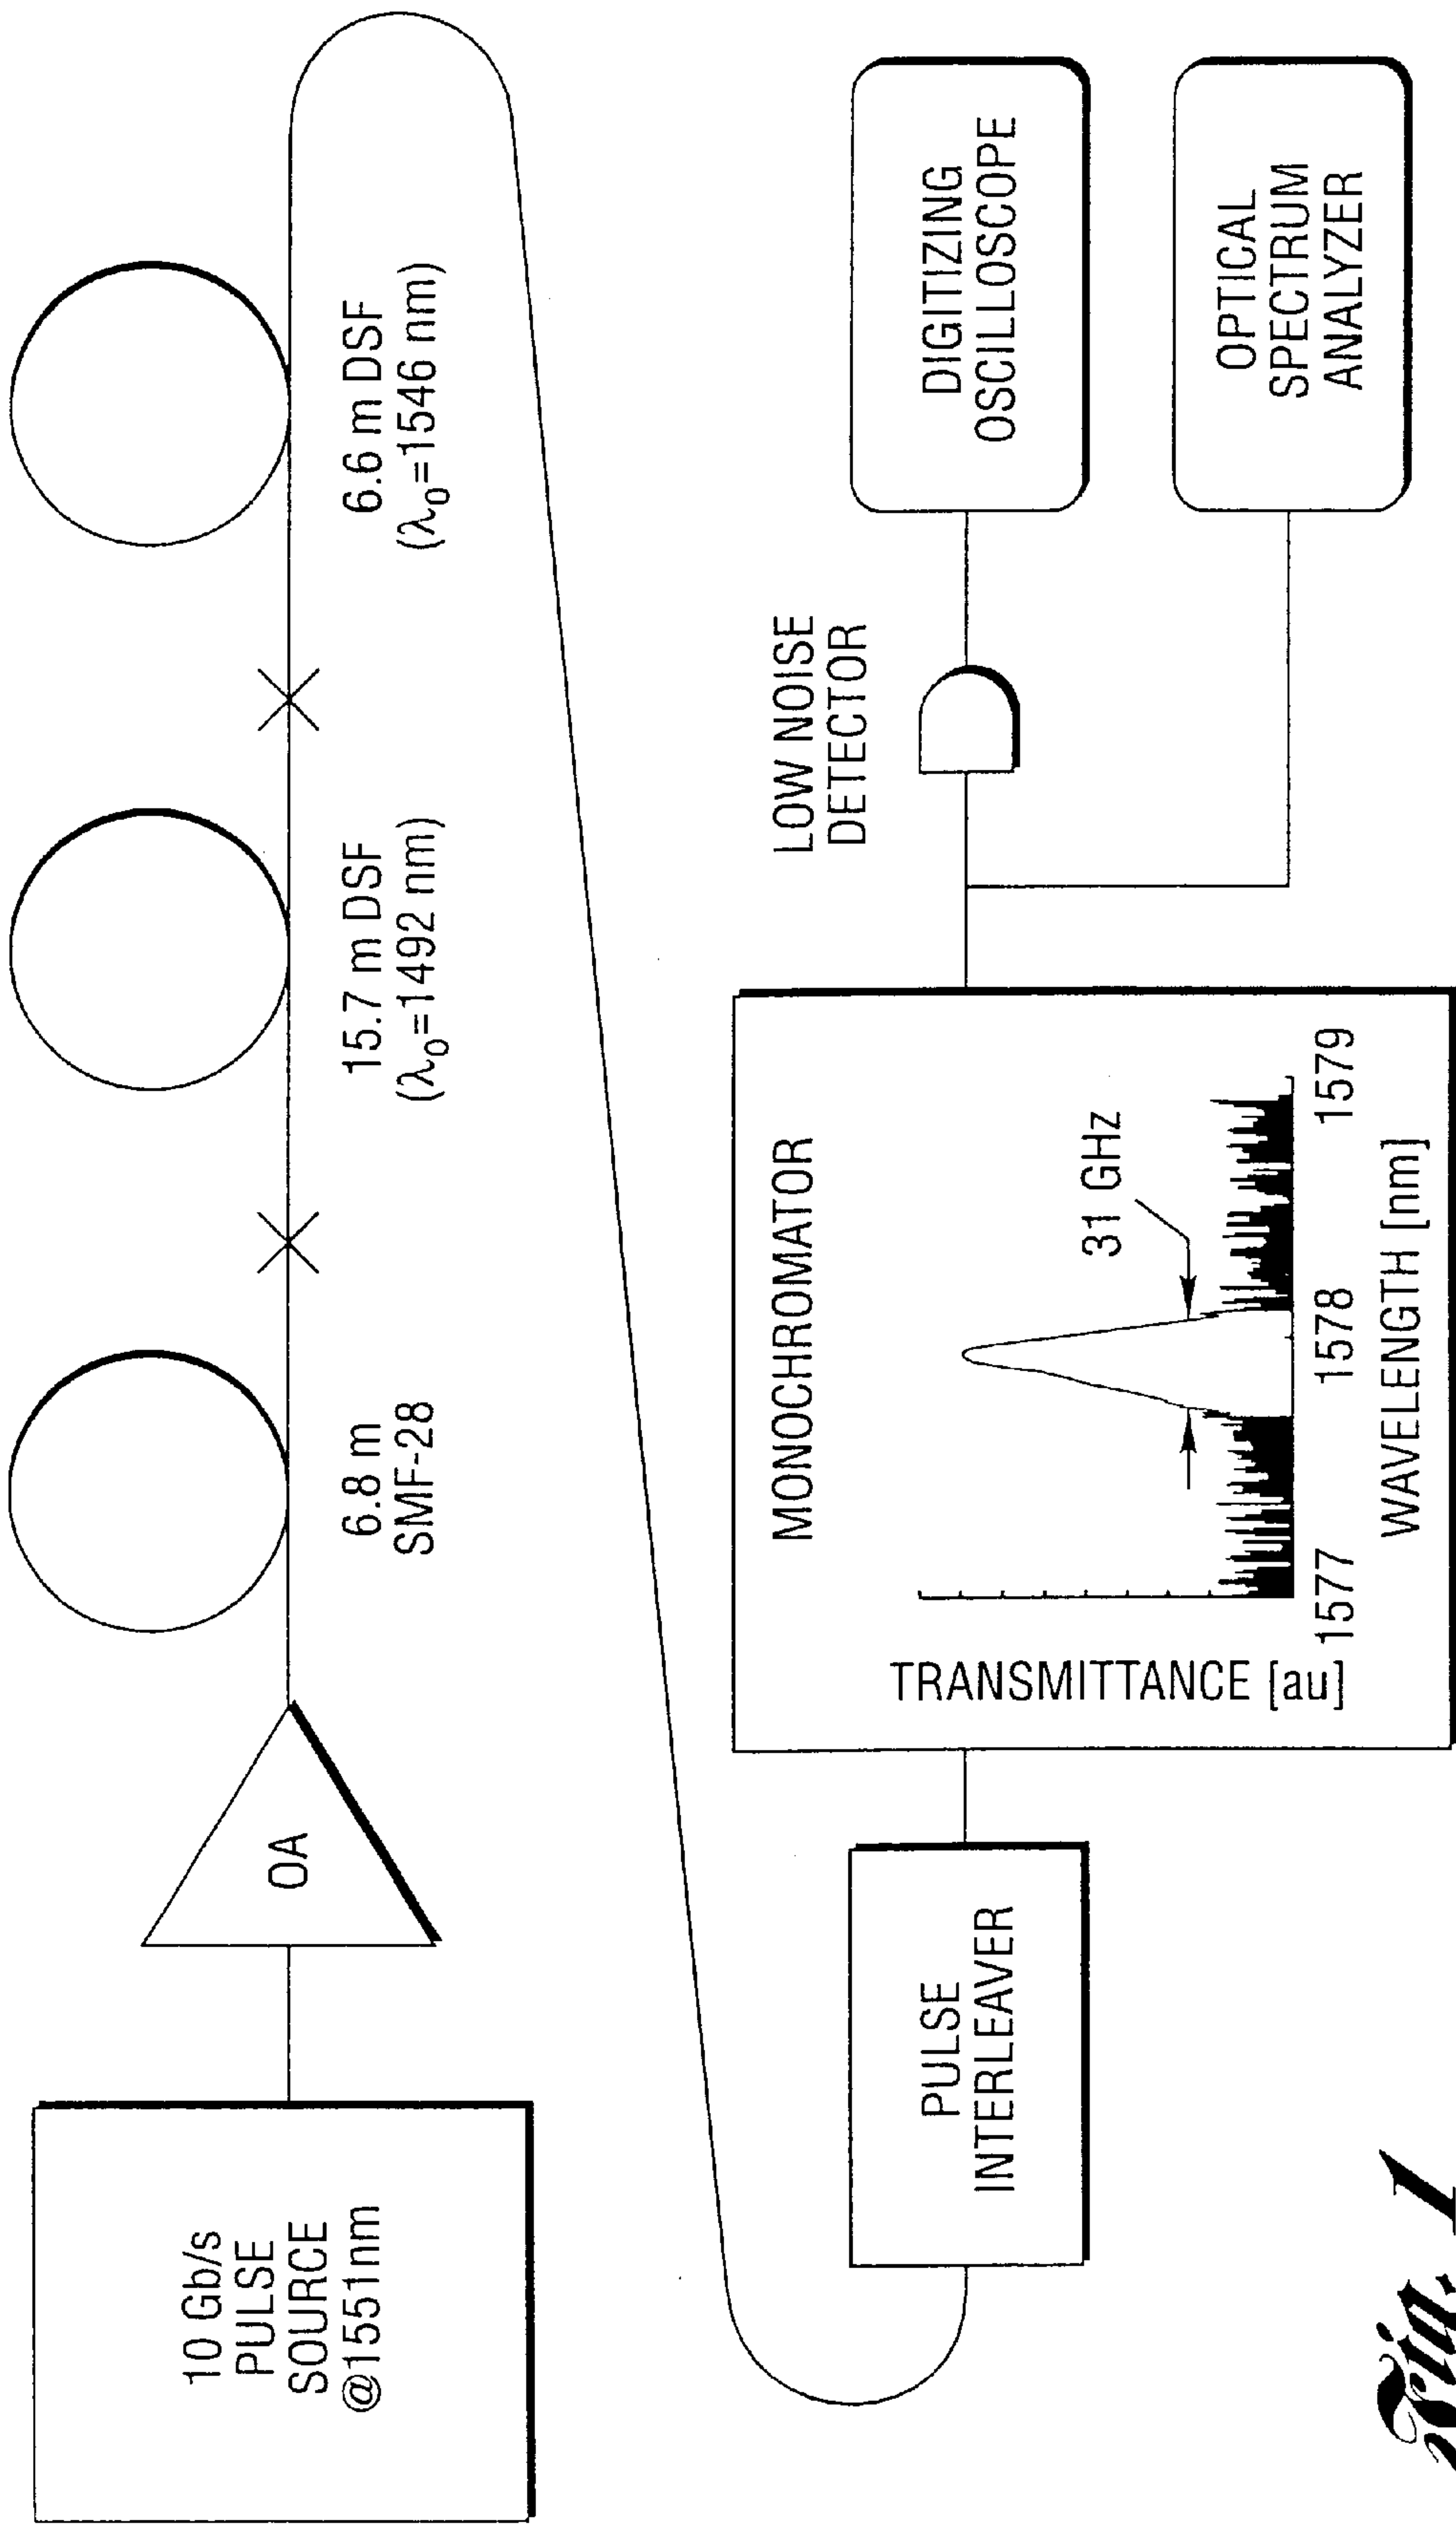 10 Gb/s
PULSE
SOURCE
@1551nm
OA
6.8 m
SMF-28
15.7 m DSF
(λ₀=1492 nm)
6.6 m DSF
(λ₀=1546 nm)
PULSE
INTERLEAVER
MONOCHROMATOR
TRANSMITTANCE [au]
31 GHz
1577 1578 1579
WAVELENGTH [nm]
LOW NOISE
DETECTOR
DIGITIZING
OSCILLOSCOPE
OPTICAL
SPECTRUM
ANALYZER
Fig. 1